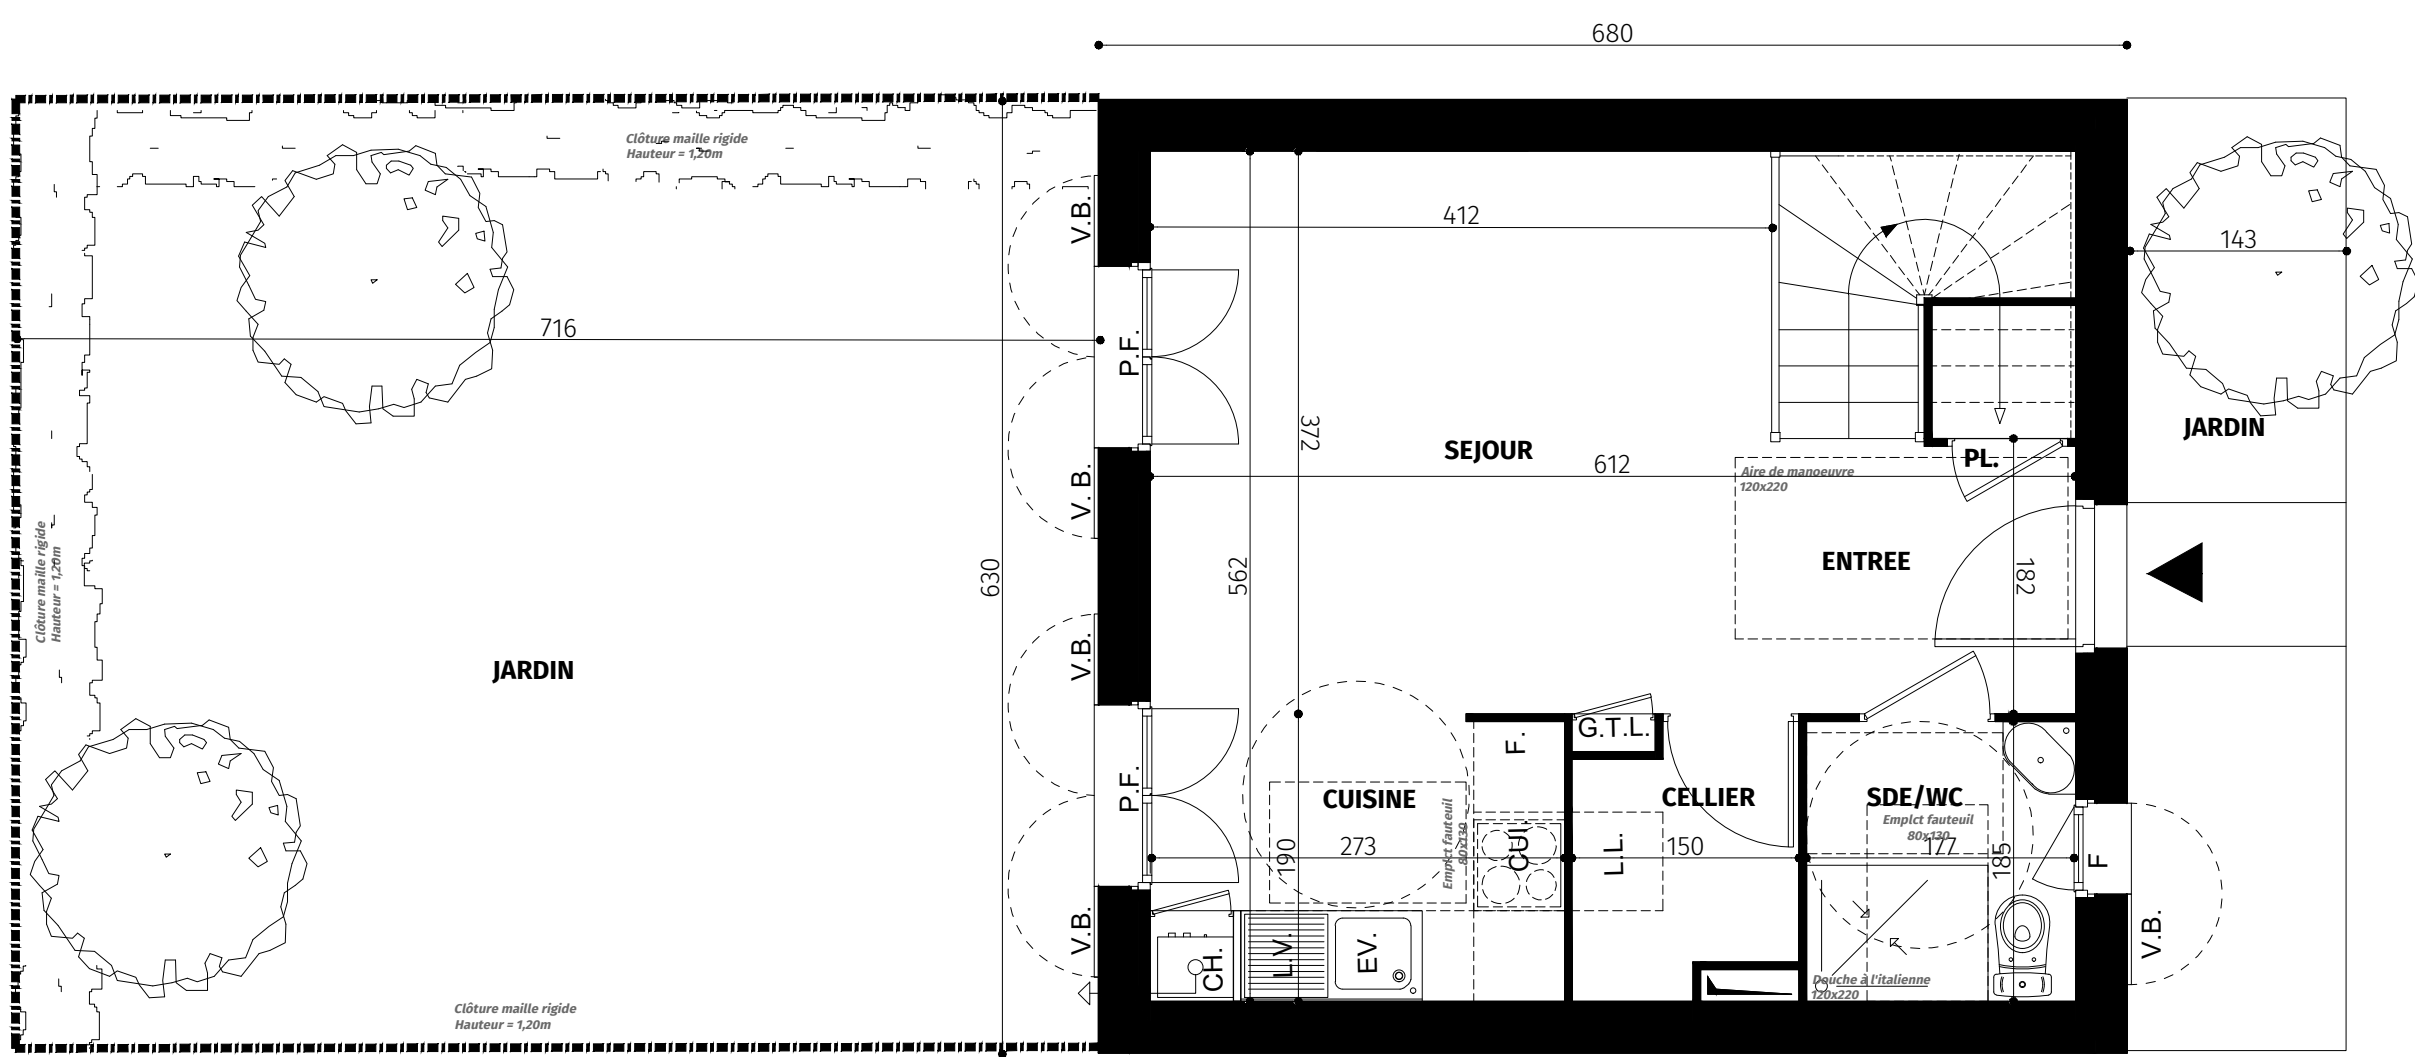 680
Clôture maille rigide
Hauteur = 1,20m
V.B.
412
143
716
P.F.
372
JARDIN
SEJOUR
PL.
612
Aire de manoeuvre
120x220
V. B.
Clôture maille rigide
Hauteur = 1,20m
630
562
ENTREE
182
JARDIN
V.B.
G.T.L.
F.
P.F.
CUISINE
CELLIER
SDE/WC
Emplct fauteuil
80x130
Emplct fauteuil
80x130
190
273
CUI.
L.L.
150
177
185
F
V.B.
CH.
L.V.
EV.
V.B.
Douche à l'italienne
120x220
Clôture maille rigide
Hauteur = 1,20m